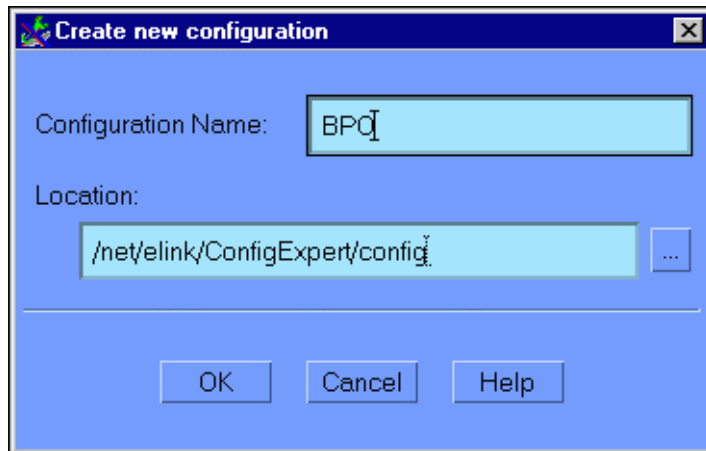 Create new configuration
Configuration Name: BPO
Location:
/net/elink/ConfigExpert/config
...
OK Cancel Help